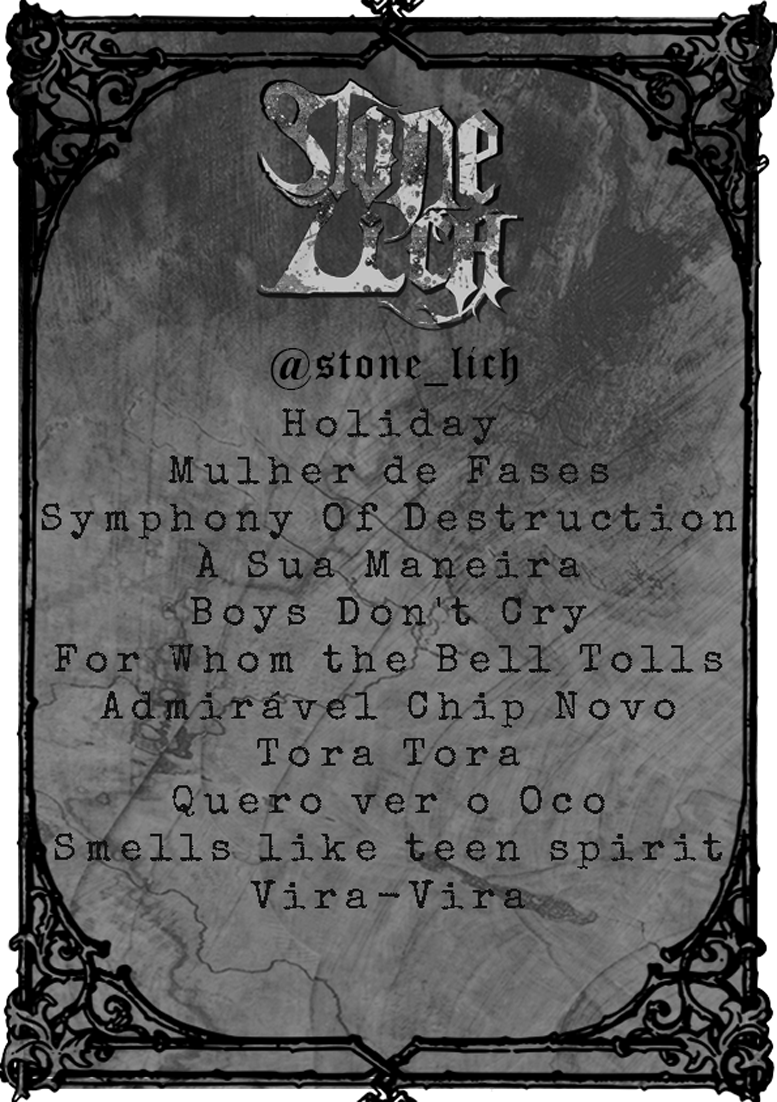 Stone
Lich
@stone_lich
Holiday
Mulher de Fases
Symphony Of Destruction
À Sua Maneira
Boys Don't Cry
For Whom the Bell Tolls
Admirável Chip Novo
Tora Tora
Quero ver o Oco
Smells like teen spirit
Vira-Vira